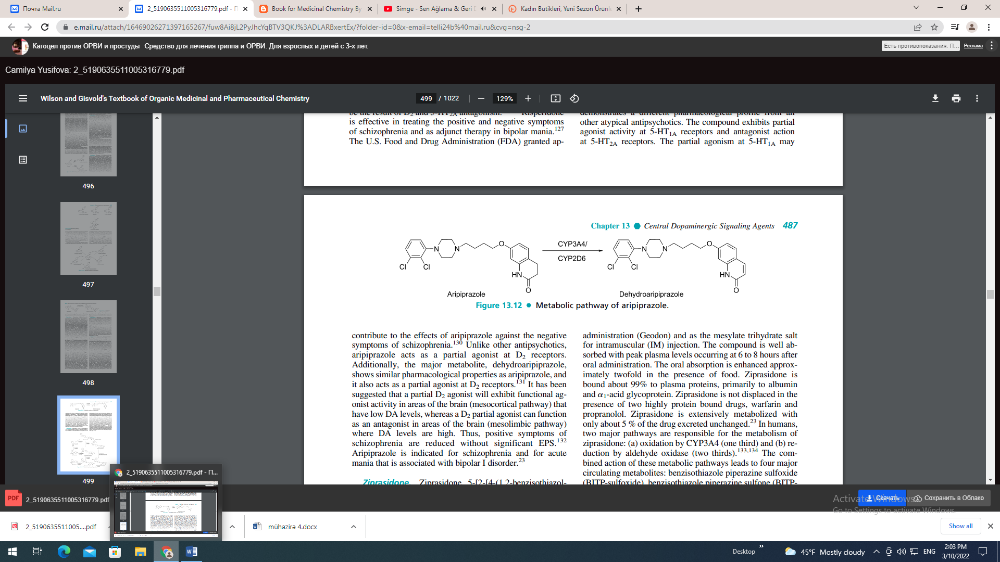 Почта Mail.ru
2_5190635511005316779.pdf - П
Book for Medicinal Chemistry By
Simge - Sen Ağlama & Geri
Kadın Butikleri, Yeni Sezon Ürünle
e.mail.ru/attach/16469026271397165267/fuw8Ai8jL2PyJhcYqBTV3QKJ%3ADLARBxertEx/?folder-id=0&x-email=telli24b%40mail.ru&cvg=nsg-2
Кагоцел против ОРВИ и простуды Средство для лечения гриппа и ОРВИ. Для взрослых и детей с 3-х лет.
Есть противопоказания. П...
Реклама
Camilya Yusifova: 2_5190635511005316779.pdf
Wilson and Gisvold's Textbook of Organic Medicinal and Pharmaceutical Chemistry
499 / 1022
129%
496
497
498
499
be the result of D2 and 5-HT2A antagonism. Risperidone
is effective in treating the positive and negative symptoms
of schizophrenia and as adjunct therapy in bipolar mania.127
The U.S. Food and Drug Administration (FDA) granted ap-
demonstrates a different pharmacological profile from all
other atypical antipsychotics. The compound exhibits partial
agonist activity at 5-HT1A receptors and antagonist action
at 5-HT2A receptors. The partial agonism at 5-HT1A may
Chapter 13 Central Dopaminergic Signaling Agents 487
Cl Cl N N O HN O
CYP3A4/
CYP2D6
Cl Cl N N O HN O
Aripiprazole
Dehydroaripiprazole
Figure 13.12 Metabolic pathway of aripiprazole.
contribute to the effects of aripiprazole against the negative
symptoms of schizophrenia.130 Unlike other antipsychotics,
aripiprazole acts as a partial agonist at D2 receptors.
Additionally, the major metabolite, dehydroaripiprazole,
shows similar pharmacological properties as aripiprazole, and
it also acts as a partial agonist at D2 receptors.131 It has been
suggested that a partial D2 agonist will exhibit functional ag-
onist activity in areas of the brain (mesocortical pathway) that
have low DA levels, whereas a D2 partial agonist can function
as an antagonist in areas of the brain (mesolimbic pathway)
where DA levels are high. Thus, positive symptoms of
schizophrenia are reduced without significant EPS.132
Aripiprazole is indicated for schizophrenia and for acute
mania that is associated with bipolar I disorder.23
Ziprasidone. Ziprasidone, 5-[2-[4-(1,2-benzisothiazol-
administration (Geodon) and as the mesylate trihydrate salt
for intramuscular (IM) injection. The compound is well ab-
sorbed with peak plasma levels occurring at 6 to 8 hours after
oral administration. The oral absorption is enhanced approx-
imately twofold in the presence of food. Ziprasidone is
bound about 99% to plasma proteins, primarily to albumin
and α1-acid glycoprotein. Ziprasidone is not displaced in the
presence of two highly protein bound drugs, warfarin and
propranolol. Ziprasidone is extensively metabolized with
only about 5 % of the drug excreted unchanged.23 In humans,
two major pathways are responsible for the metabolism of
ziprasidone: (a) oxidation by CYP3A4 (one third) and (b) re-
duction by aldehyde oxidase (two thirds).133,134 The com-
bined action of these metabolic pathways leads to four major
circulating metabolites: benzisothiazole piperazine sulfoxide
(BITP-sulfoxide), benzisothiazole piperazine sulfone (BITP-
2_5190635511005316779.pdf - П...
PDF
2_5190635511005316779.pdf
Скачать
Сохранить в Облако
Activate Windows
Go to Settings to activate Windows.
2_5190635511005....pdf
mühazirə 4.docx
Show all
Desktop
45°F Mostly cloudy
ENG
2:03 PM
3/10/2022